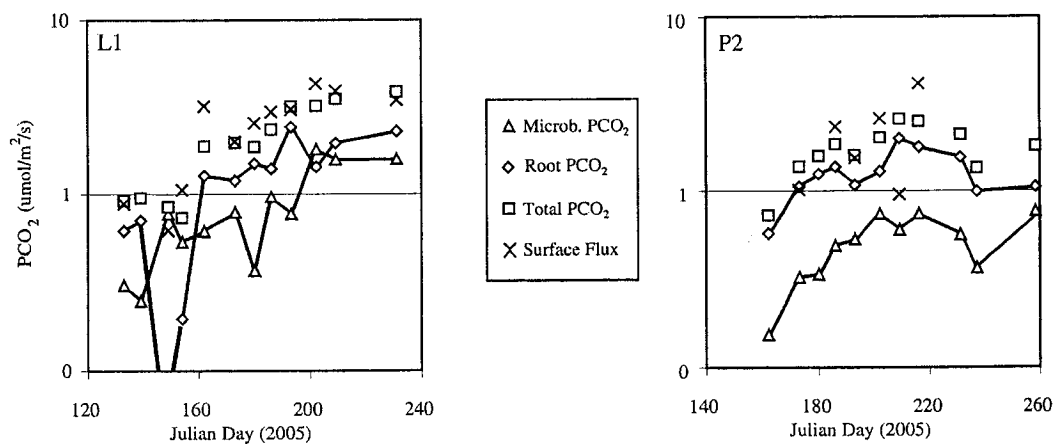 10
L1
1
0
PCO₂ (umol/m²/s)
120
160
200
240
Julian Day (2005)
Microb. PCO₂
Root PCO₂
Total PCO₂
Surface Flux
10
P2
1
0
140
180
220
260
Julian Day (2005)